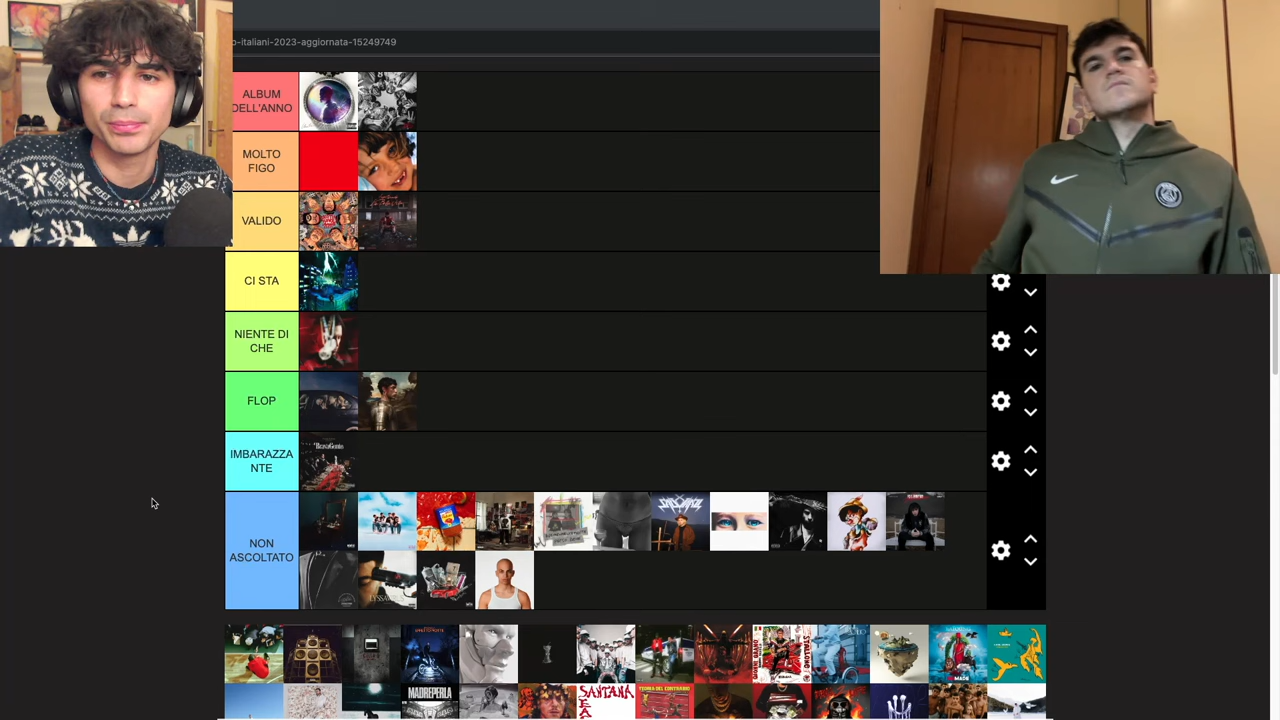 o-italiani-2023-aggiornata-15249749
ALBUM
DELL'ANNO
MOLTO
FIGO
VALIDO
CI STA
NIENTE DI
CHE
FLOP
IMBARAZZA
NTE
NON
ASCOLTATO
MADREPERLA
SANTANA